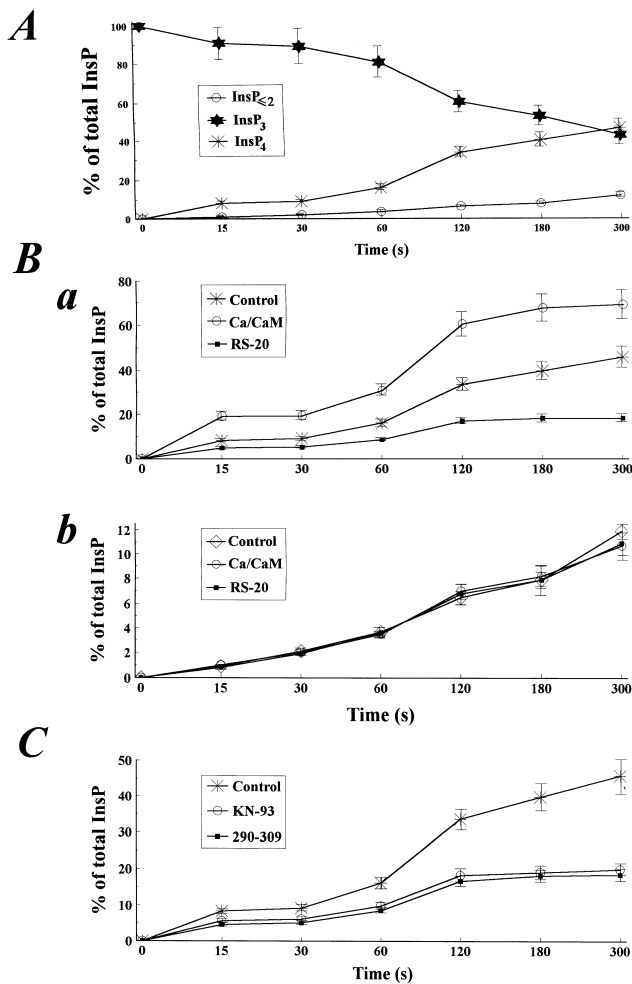 A
% of total InsP
100
80
60
40
20
0
InsP≤2
InsP3
InsP4
0 15 30 60 120 180 300
Time (s)
B
a
% of total InsP
80
60
40
20
0
Control
Ca/CaM
RS-20
0 15 30 60 120 180 300
b
% of total InsP
12
10
8
6
4
2
0
Control
Ca/CaM
RS-20
0 15 30 60 120 180 300
Time (s)
C
% of total InsP
50
40
30
20
10
0
Control
KN-93
290-309
0 15 30 60 120 180 300
Time (s)